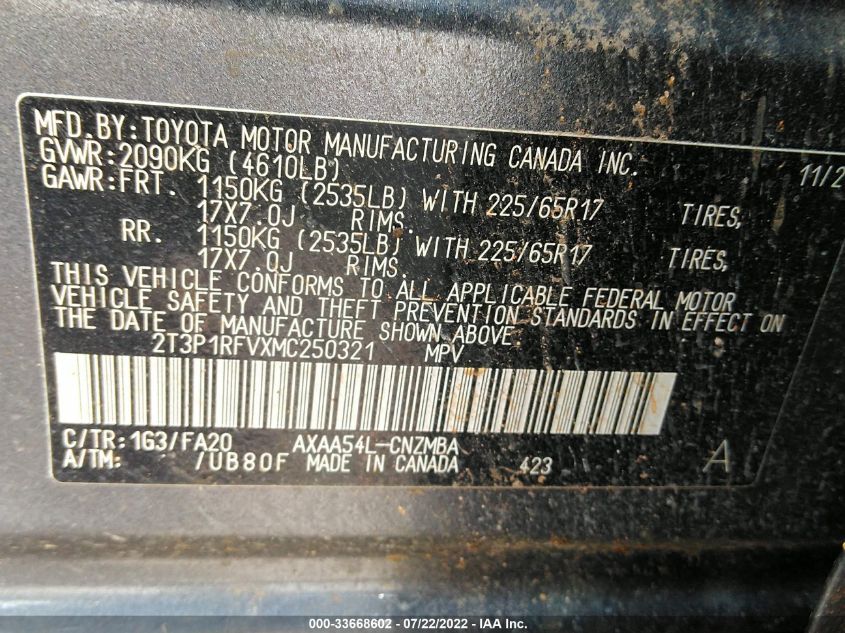 MFD.BY:TOYOTA MOTOR MANUFACTURING CANADA INC. 11/2
GVWR:2090KG (4610LB)
GAWR:FRT. 1150KG (2535LB) WITH 225/65R17 TIRES,
17X7.0J RIMS.
RR. 1150KG (2535LB) WITH 225/65R17 TIRES,
17X7.0J RIMS.
THIS VEHICLE CONFORMS TO ALL APPLICABLE FEDERAL MOTOR
VEHICLE SAFETY AND THEFT PREVENTION STANDARDS IN EFFECT ON
THE DATE OF MANUFACTURE SHOWN ABOVE.
2T3P1RFVXMC250321 MPV
C/TR:1G3/FA20 AXAA54L-CNZMBA
A/TM: /UB80F MADE IN CANADA 423 A
000-33668602 - 07/22/2022 - IAA Inc.